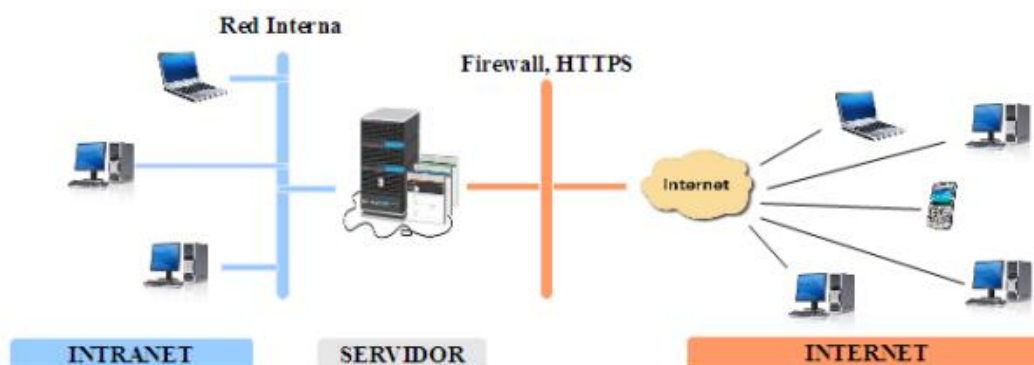 Red Interna
Firewall, HTTPS
Internet
INTRANET
SERVIDOR
INTERNET